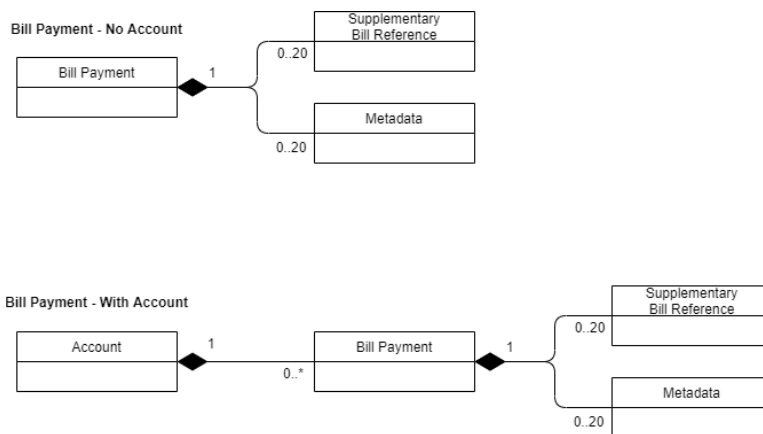 Bill Payment - No Account
Supplementary
Bill Reference
0..20
Bill Payment
1
Metadata
0..20
Bill Payment - With Account
Supplementary
Bill Reference
0..20
Account
1
0..*
Bill Payment
1
Metadata
0..20